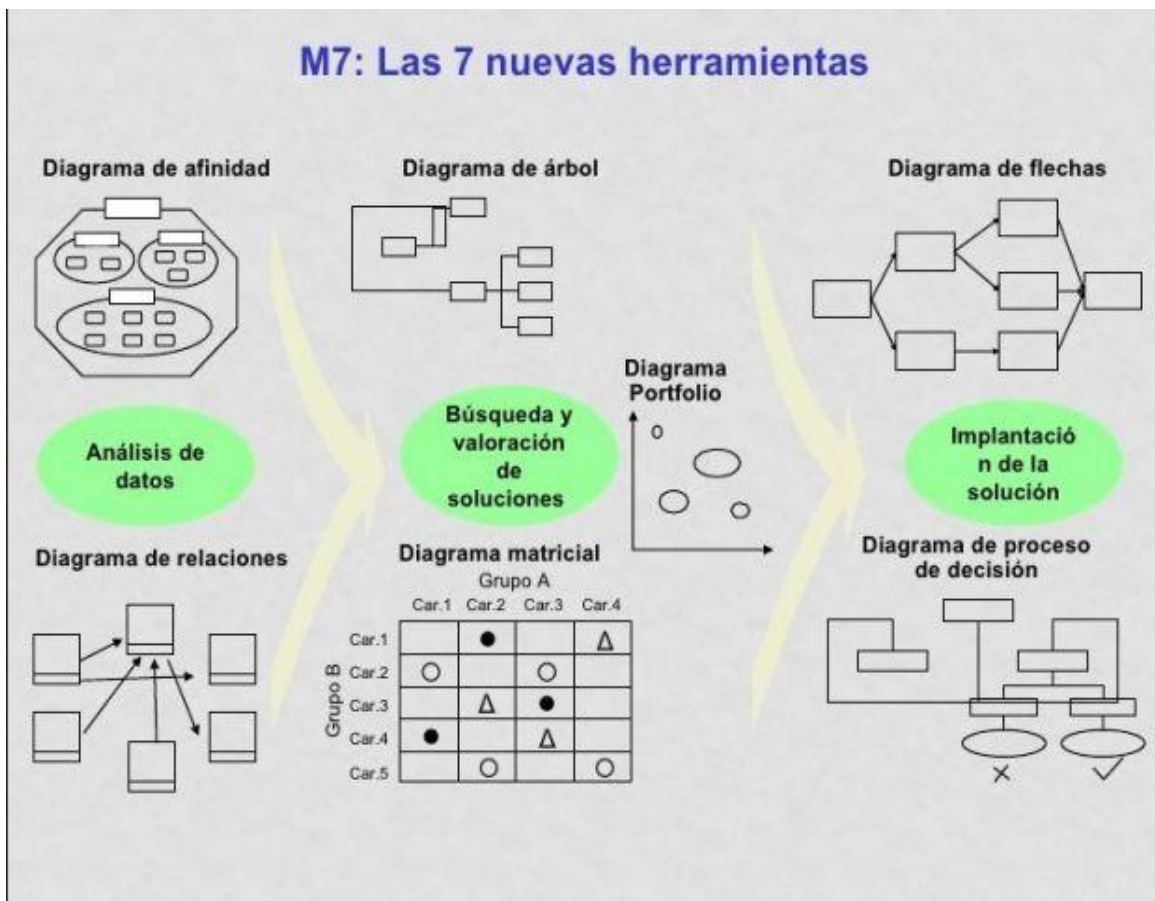 M7: Las 7 nuevas herramientas
Diagrama de afinidad
Diagrama de árbol
Diagrama de flechas
Análisis de
datos
Búsqueda y
valoración
de
soluciones
Diagrama
Portfolio
Implantació
n de la
solución
Diagrama de relaciones
Diagrama matricial
Grupo A
Car.1 Car.2 Car.3 Car.4
Grupo B
Car.1
Car.2
Car.3
Car.4
Car.5
Diagrama de proceso
de decisión